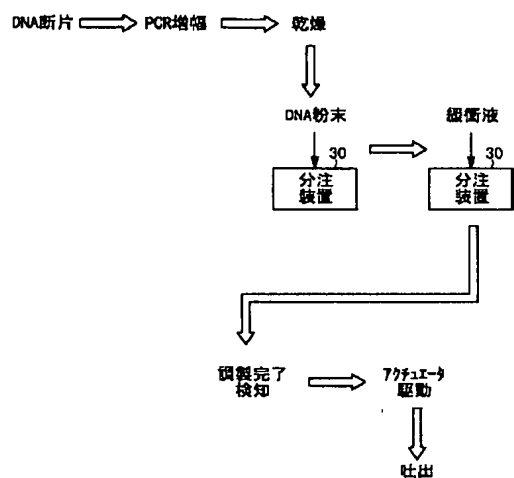 DNA断片
PCR増幅
乾燥
DNA粉末
緩衝液
30
30
分注
装置
分注
装置
調製完了
検知
アクチュエータ
駆動
吐出